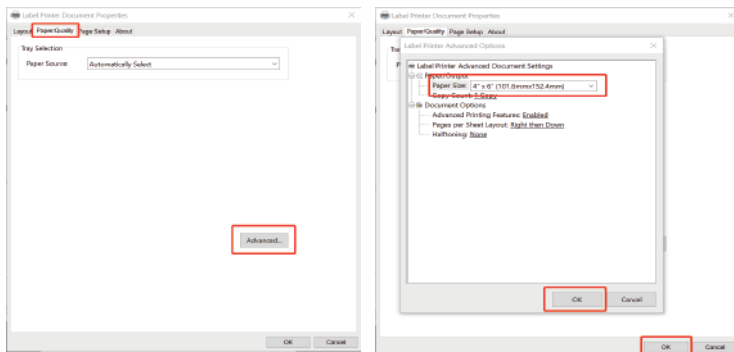 Label Printer Document Properties
Layout Paper/Quality Page Setup About
Tray Selection
Paper Source: Automatically Select
Advanced...
OK Cancel
Label Printer Document Properties
Layout Paper/Quality Page Setup About
Label Printer Advanced Options
Label Printer Advanced Document Settings
Paper/Output
Paper Size: 4" x 6" (101.6mmx152.4mm)
Copy Count: 1 Copy
Document Options
Advanced Printing Features: Enabled
Pages per Sheet Layout: Right then Down
Halftoning: None
OK Cancel
OK Cancel